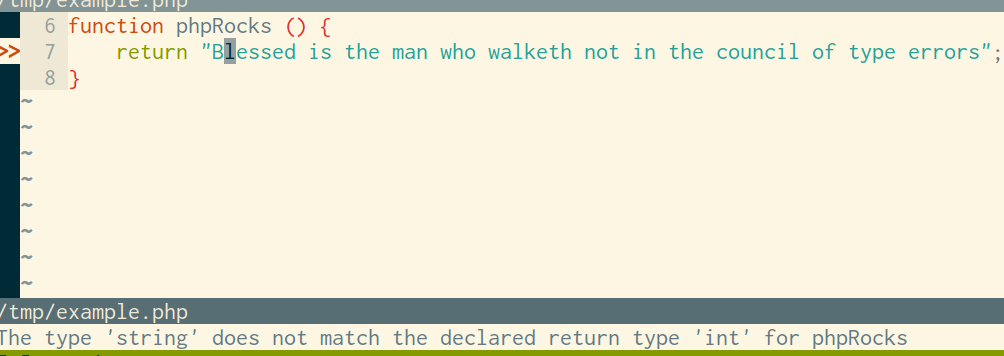 /tmp/example.php
6 function phpRocks () {
>> 7 return "Blessed is the man who walketh not in the council of type errors";
8 }
~
~
~
~
~
~
~
~
/tmp/example.php
The type 'string' does not match the declared return type 'int' for phpRocks